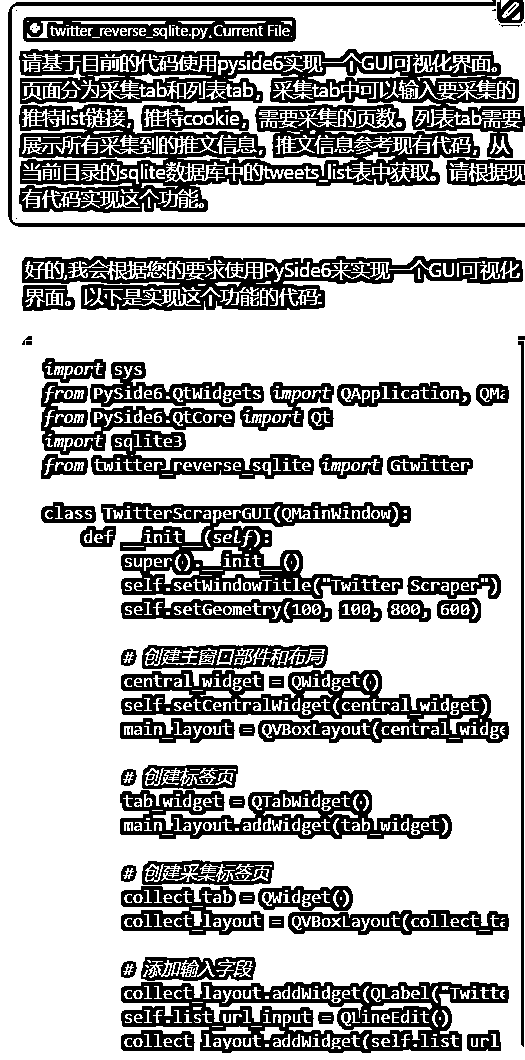 twitter_reverse_sqlite.py Current File
请基于目前的代码使用pyside6实现一个GUI可视化界面。
页面分为采集tab和列表tab，采集tab中可以输入要采集的
推特list链接，推特cookie，需要采集的页数。列表tab需要
展示所有采集到的推文信息，推文信息参考现有代码，从
当前目录的sqlite数据库中的tweets_list表中获取。请根据现
有代码实现这个功能。
好的,我会根据您的要求使用PySide6来实现一个GUI可视化
界面。以下是实现这个功能的代码:
import sys
from PySide6.QtWidgets import QApplication, QMa
from PySide6.QtCore import Qt
import sqlite3
from twitter_reverse_sqlite import Gtwitter
class TwitterScraperGUI(QMainWindow):
def __init__(self):
super().__init__()
self.setWindowTitle("Twitter Scraper")
self.setGeometry(100, 100, 800, 600)
# 创建主窗口部件和布局
central_widget = QWidget()
self.setCentralWidget(central_widget)
main_layout = QVBoxLayout(central_widge
# 创建标签页
tab_widget = QTabWidget()
main_layout.addWidget(tab_widget)
# 创建采集标签页
collect_tab = QWidget()
collect_layout = QVBoxLayout(collect_ta
# 添加输入字段
collect_layout.addWidget(QLabel("Twitte
self.list_url_input = QLineEdit()
collect_layout.addWidget(self.list_url